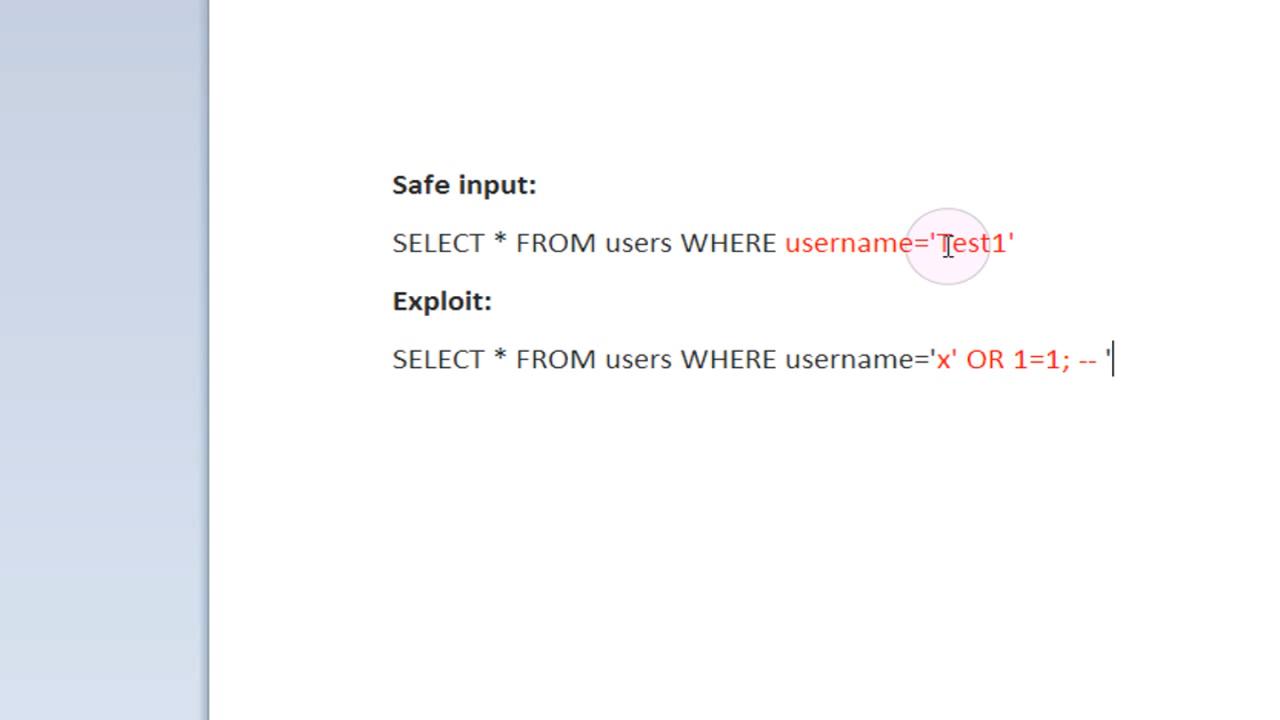 Safe input:
SELECT * FROM users WHERE username='Test1'
Exploit:
SELECT * FROM users WHERE username='x' OR 1=1; -- '